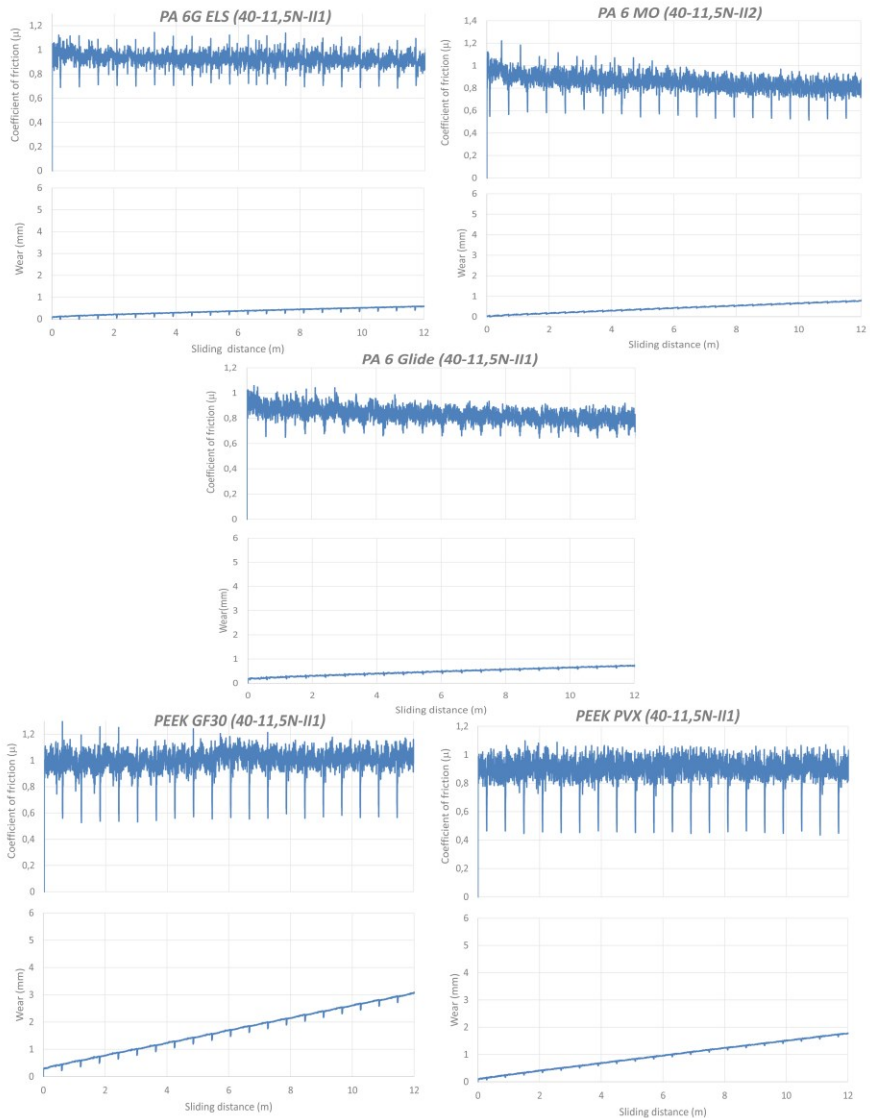 PA 6G ELS (40-11,5N-II1)
Coefficient of friction (μ)
1,2
1
0,8
0,6
0,4
0,2
0
Wear (mm)
6
5
4
3
2
1
0
0 2 4 6 8 10 12
Sliding distance (m)
PA 6 MO (40-11,5N-II2)
Coefficient of friction (μ)
1,4
1,2
1
0,8
0,6
0,4
0,2
0
Wear (mm)
6
5
4
3
2
1
0
0 2 4 6 8 10 12
Sliding distance (m)
PA 6 Glide (40-11,5N-II1)
Coefficient of friction (μ)
1,2
1
0,8
0,6
0,4
0,2
0
Wear(mm)
6
5
4
3
2
1
0
0 2 4 6 8 10 12
Sliding distance (m)
PEEK GF30 (40-11,5N-II1)
Coefficient of friction (μ)
1,2
1
0,8
0,6
0,4
0,2
0
Wear (mm)
6
5
4
3
2
1
0
0 2 4 6 8 10 12
Sliding distance (m)
PEEK PVX (40-11,5N-II1)
Coefficient of friction (μ)
1,2
1
0,8
0,6
0,4
0,2
0
Wear (mm)
6
5
4
3
2
1
0
0 2 4 6 8 10 12
Sliding distance (m)